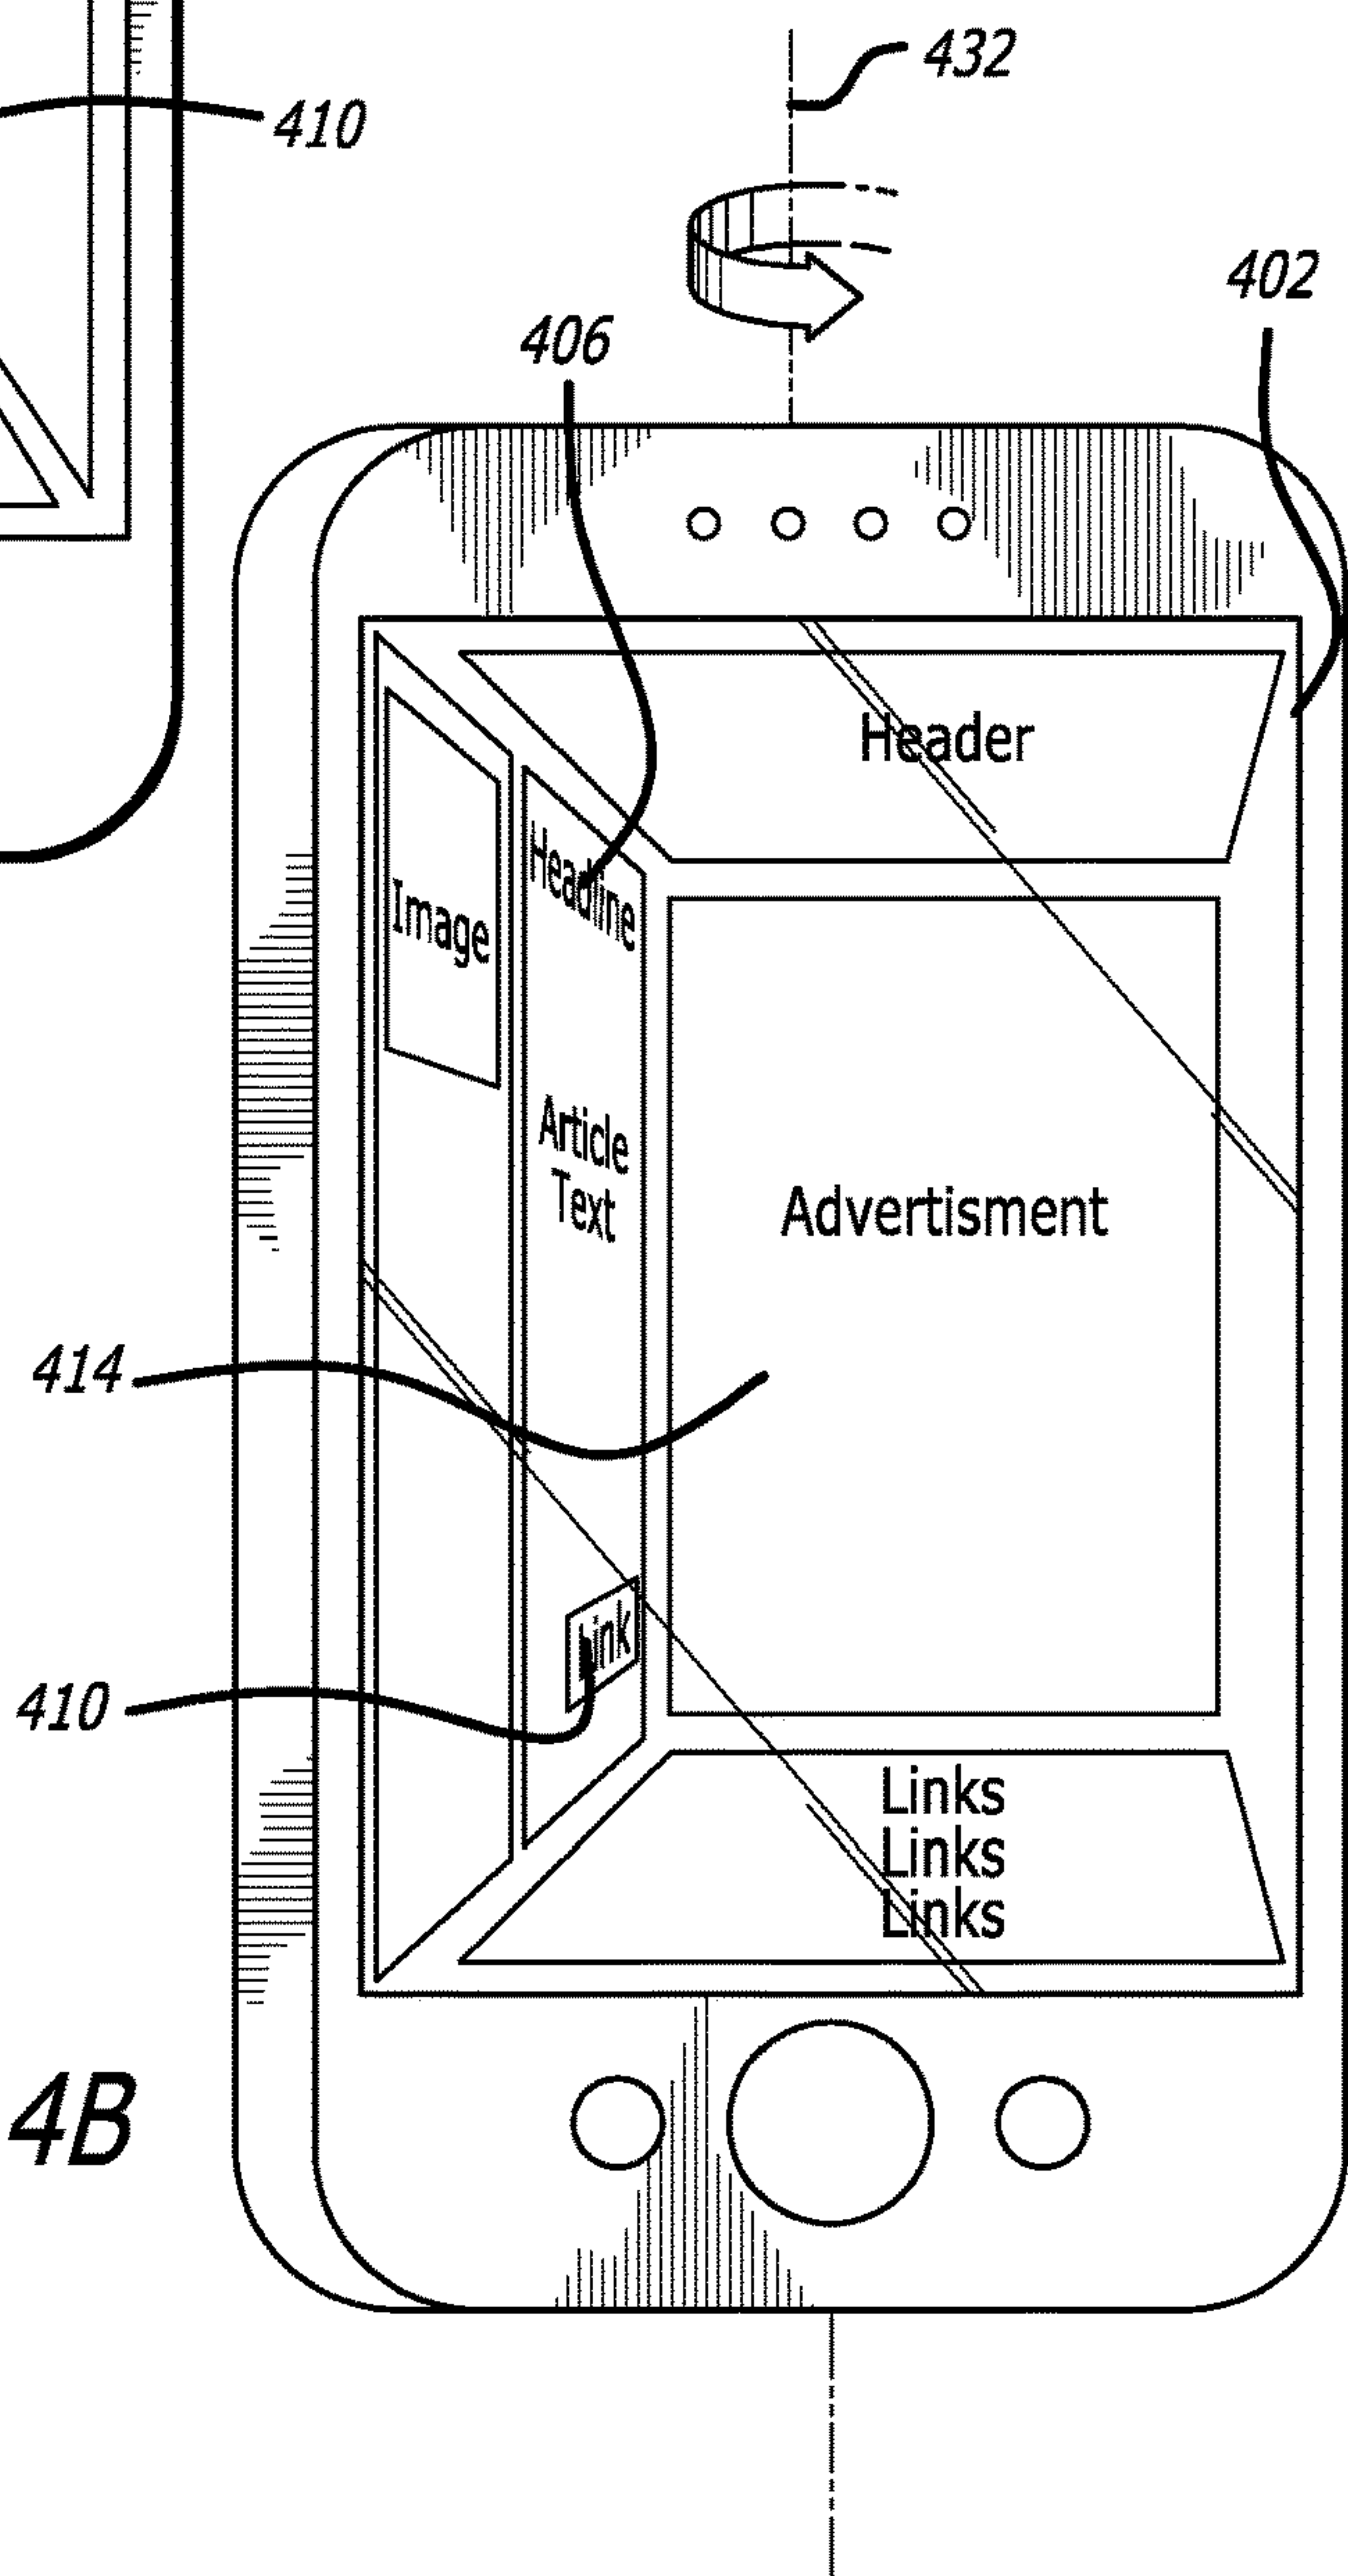 432
410
402
406
Header
Headline
Image
Article
Text
Advertisment
414
Link
410
Links
Links
Links
4B